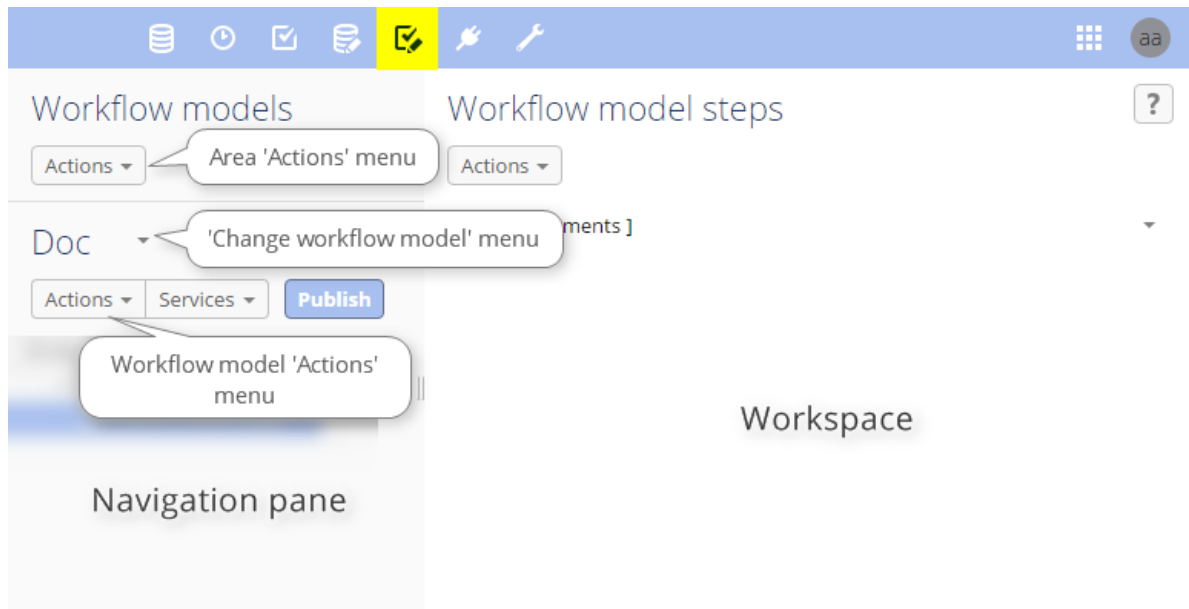 aa
Workflow models
Workflow model steps
?
Actions
Area 'Actions' menu
Actions
Doc
'Change workflow model' menu
ments ]
Actions
Services
Publish
Workflow model 'Actions'
menu
Workspace
Navigation pane